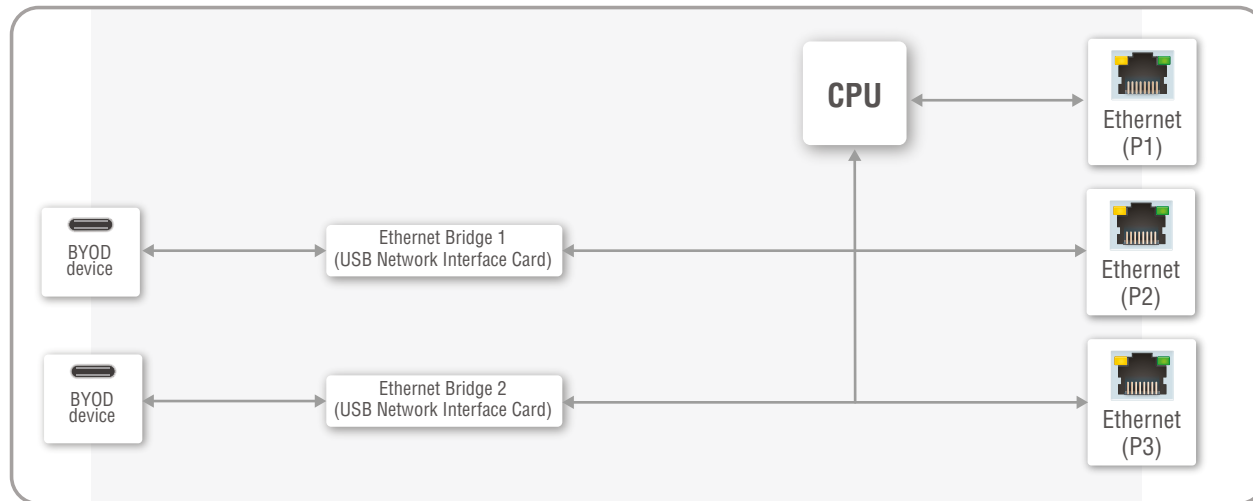 CPU
Ethernet
(P1)
BYOD
device
Ethernet Bridge 1
(USB Network Interface Card)
Ethernet
(P2)
BYOD
device
Ethernet Bridge 2
(USB Network Interface Card)
Ethernet
(P3)